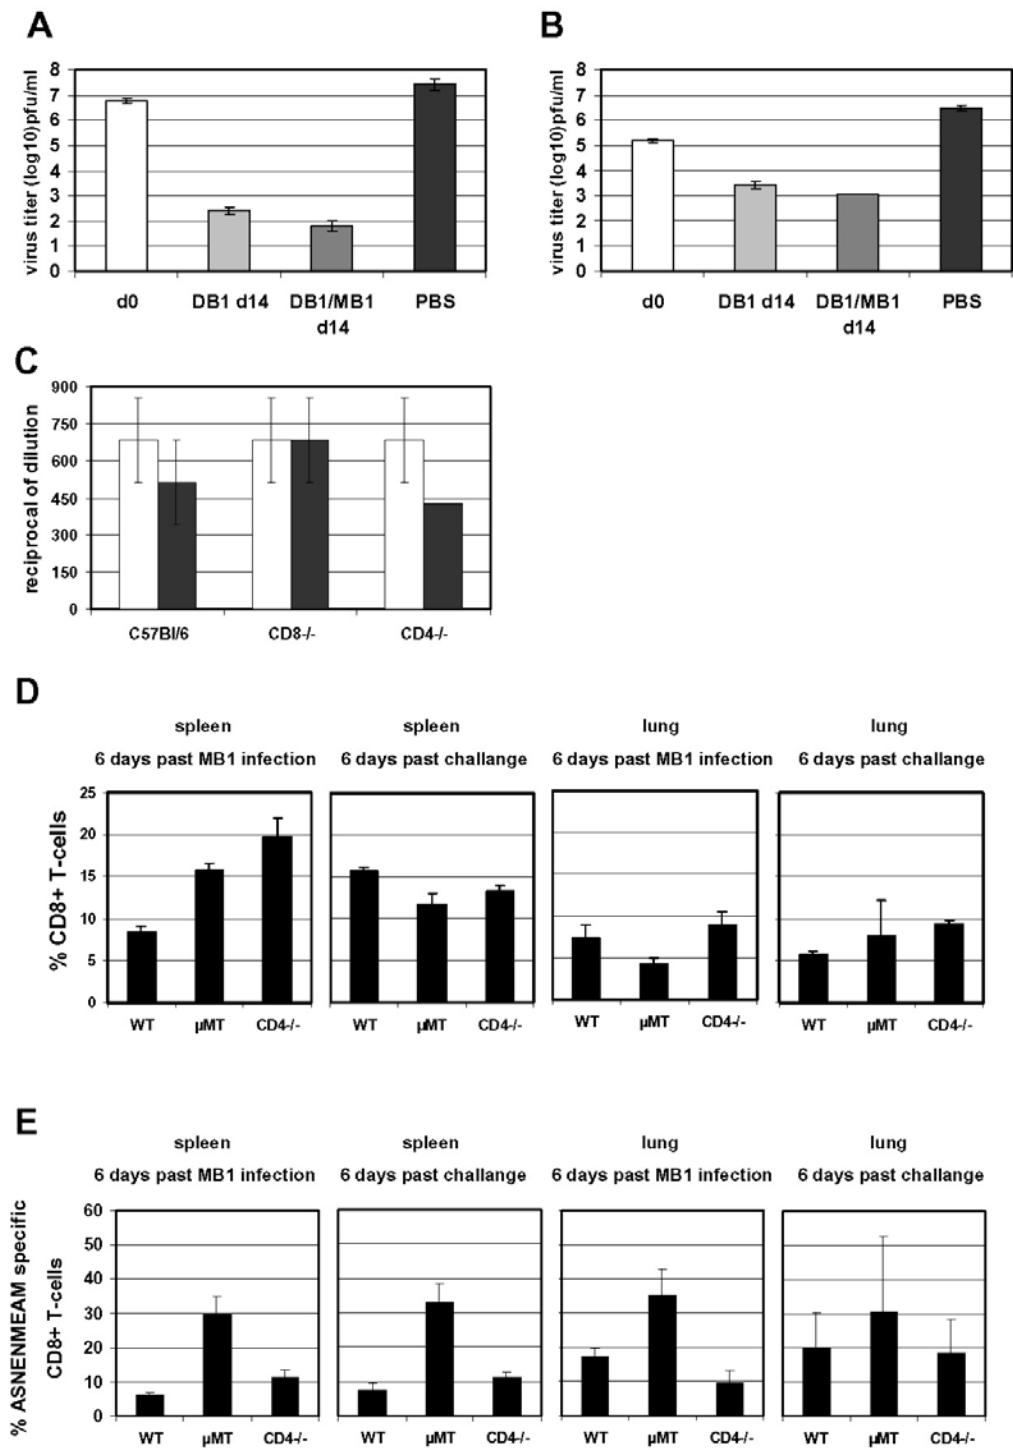 A
B
virus titer (log10)pfu/ml
8
7
6
5
4
3
2
1
0
d0
DB1 d14
DB1/MB1
d14
PBS
virus titer (log10)pfu/ml
8
7
6
5
4
3
2
1
0
d0
DB1 d14
DB1/MB1
d14
PBS
C
reciprocal of dilution
900
750
600
450
300
150
0
C57Bl/6
CD8-/-
CD4-/-
D
spleen
6 days past MB1 infection
spleen
6 days past challange
lung
6 days past MB1 infection
lung
6 days past challange
% CD8+ T-cells
25
20
15
10
5
0
WT
µMT
CD4-/-
WT
µMT
CD4-/-
WT
µMT
CD4-/-
WT
µMT
CD4-/-
E
spleen
6 days past MB1 infection
spleen
6 days past challange
lung
6 days past MB1 infection
lung
6 days past challange
% ASNENMEAM specific
CD8+ T-cells
60
50
40
30
20
10
0
WT
µMT
CD4-/-
WT
µMT
CD4-/-
WT
µMT
CD4-/-
WT
µMT
CD4-/-